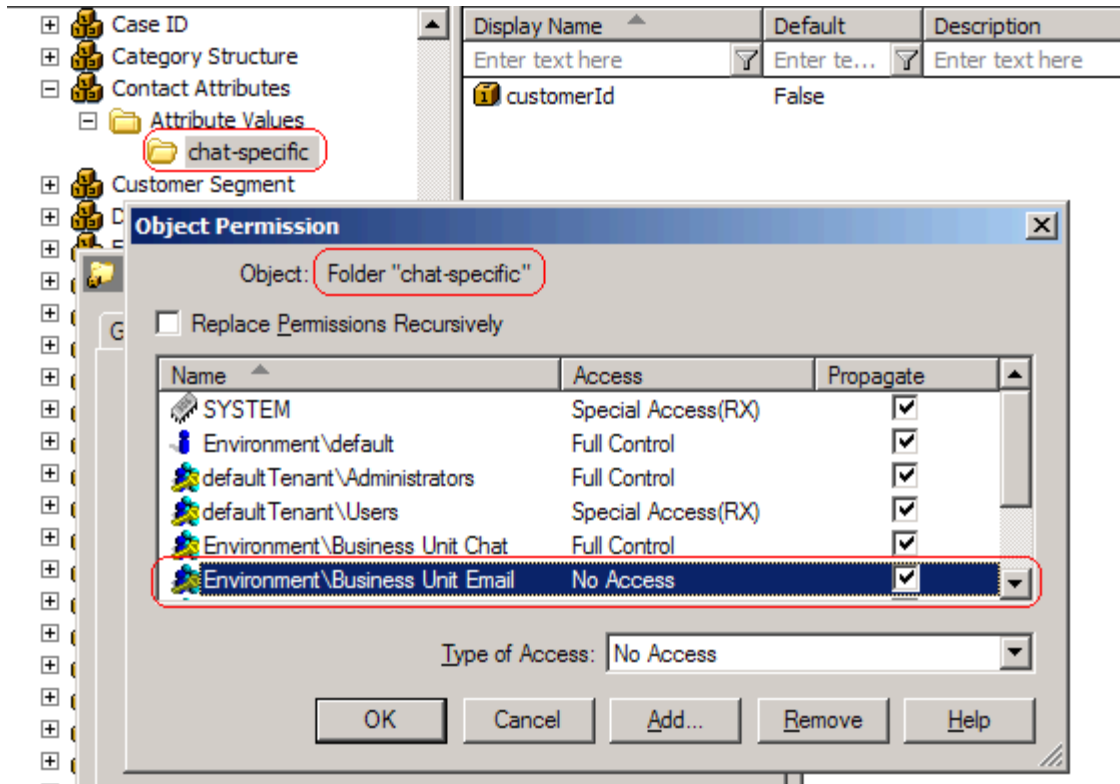 Case ID
Category Structure
Contact Attributes
Attribute Values
chat-specific
Customer Segment
D
Display Name Default Description
Enter text here Enter te... Enter text here
customerId False
Object Permission
Object: Folder "chat-specific"
Replace Permissions Recursively
G
Name Access Propagate
SYSTEM Special Access(RX)
Environment\default Full Control
defaultTenant\Administrators Full Control
defaultTenant\Users Special Access(RX)
Environment\Business Unit Chat Full Control
Environment\Business Unit Email No Access
Type of Access: No Access
OK Cancel Add... Remove Help